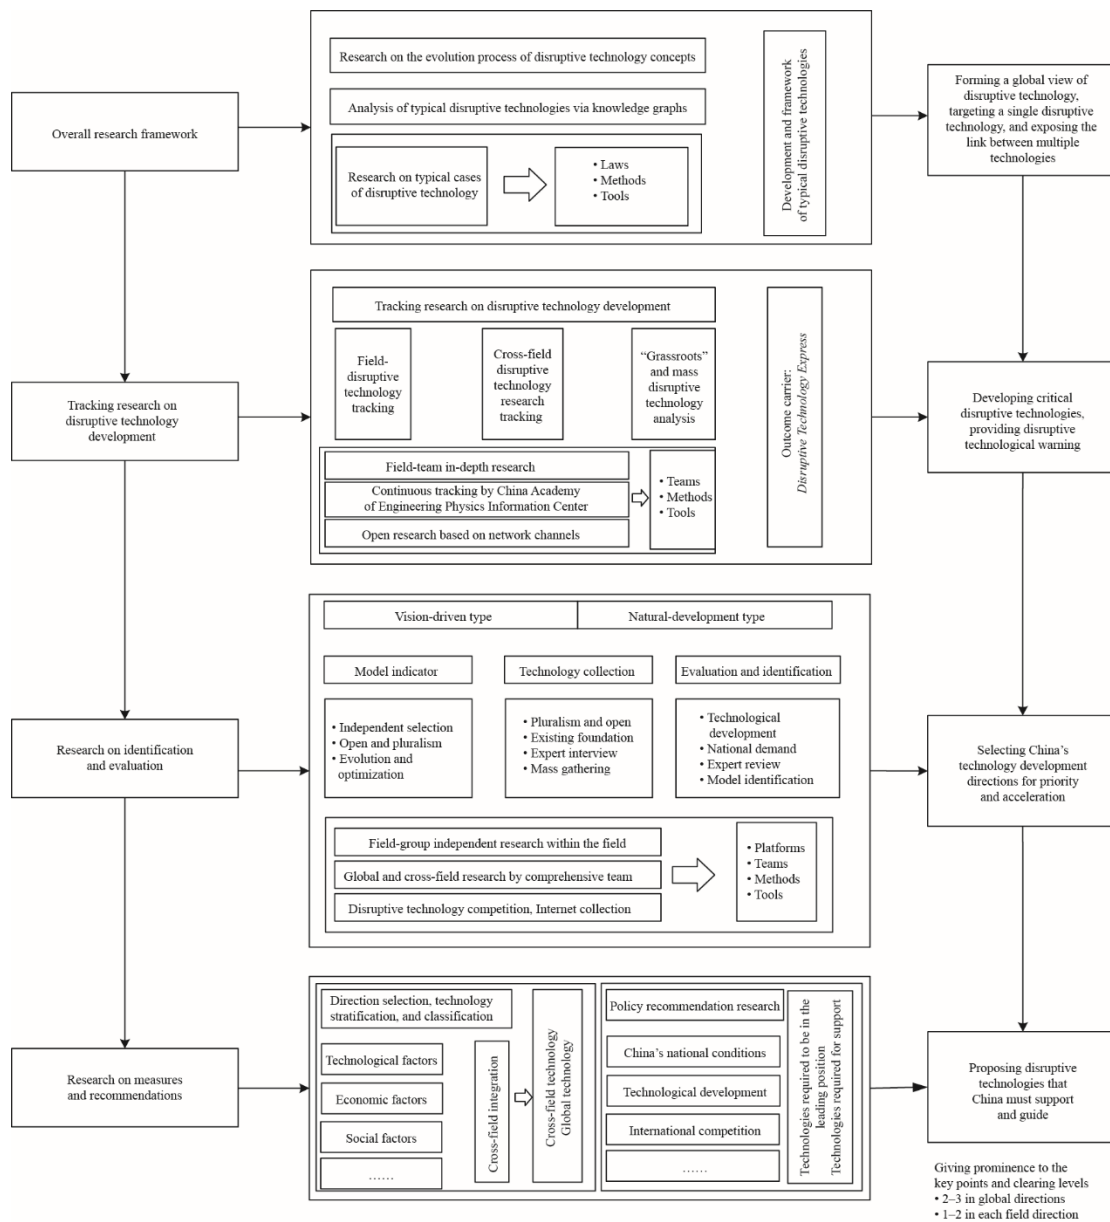 Overall research framework
Research on the evolution process of disruptive technology concepts
Analysis of typical disruptive technologies via knowledge graphs
Research on typical cases
of disruptive technology
• Laws
• Methods
• Tools
Development and framework
of typical disruptive technologies
Forming a global view of
disruptive technology,
targeting a single disruptive
technology, and exposing the
link between multiple
technologies
Tracking research on
disruptive technology
development
Tracking research on disruptive technology development
Field-
disruptive
technology
tracking
Cross-field
disruptive
technology
research
tracking
“Grassroots”
and mass
disruptive
technology
analysis
Field-team in-depth research
Continuous tracking by China Academy
of Engineering Physics Information Center
Open research based on network channels
• Teams
• Methods
• Tools
Outcome carrier:
Disruptive Technology Express
Developing critical
disruptive technologies,
providing disruptive
technological warning
Research on identification
and evaluation
Vision-driven type
Natural-development type
Model indicator
Technology collection
Evaluation and identification
• Independent selection
• Open and pluralism
• Evolution and
optimization
• Pluralism and open
• Existing foundation
• Expert interview
• Mass gathering
• Technological
development
• National demand
• Expert review
• Model identification
Field-group independent research within the field
Global and cross-field research by comprehensive team
Disruptive technology competition, Internet collection
• Platforms
• Teams
• Methods
• Tools
Selecting China’s
technology development
directions for priority
and acceleration
Research on measures
and recommendations
Direction selection, technology
stratification, and classification
Technological factors
Economic factors
Social factors
……
Cross-field integration
Cross-field technology
Global technology
Policy recommendation research
China’s national conditions
Technological development
International competition
……
Technologies required to be in the
leading position
Technologies required for support
Proposing disruptive
technologies that
China must support
and guide
Giving prominence to the
key points and clearing levels
• 2–3 in global directions
• 1–2 in each field direction